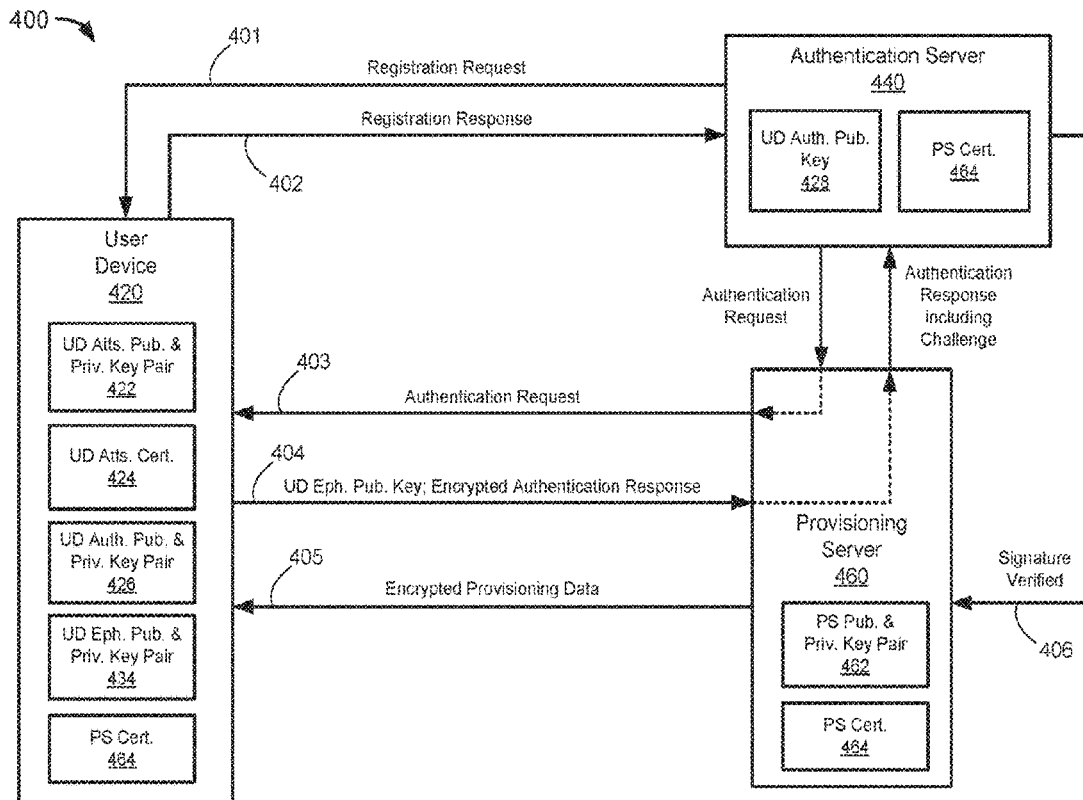 400
401
Registration Request
Registration Response
402
Authentication Server
440
UD Auth. Pub.
Key
428
PS Cert.
464
User
Device
420
UD Atts. Pub. &
Priv. Key Pair
422
UD Atts. Cert.
424
UD Auth. Pub. &
Priv. Key Pair
426
UD Eph. Pub. &
Priv. Key Pair
434
PS Cert.
464
Authentication
Request
Authentication
Response
including
Challenge
403
Authentication Request
404
UD Eph. Pub. Key; Encrypted Authentication Response
405
Encrypted Provisioning Data
Provisioning
Server
460
PS Pub. &
Priv. Key Pair
462
PS Cert.
464
Signature
Verified
406